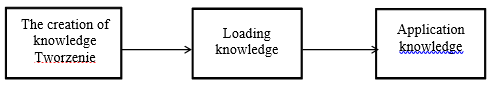 The creation of
knowledge
Tworzenie
Loading
knowledge
Application
knowledge